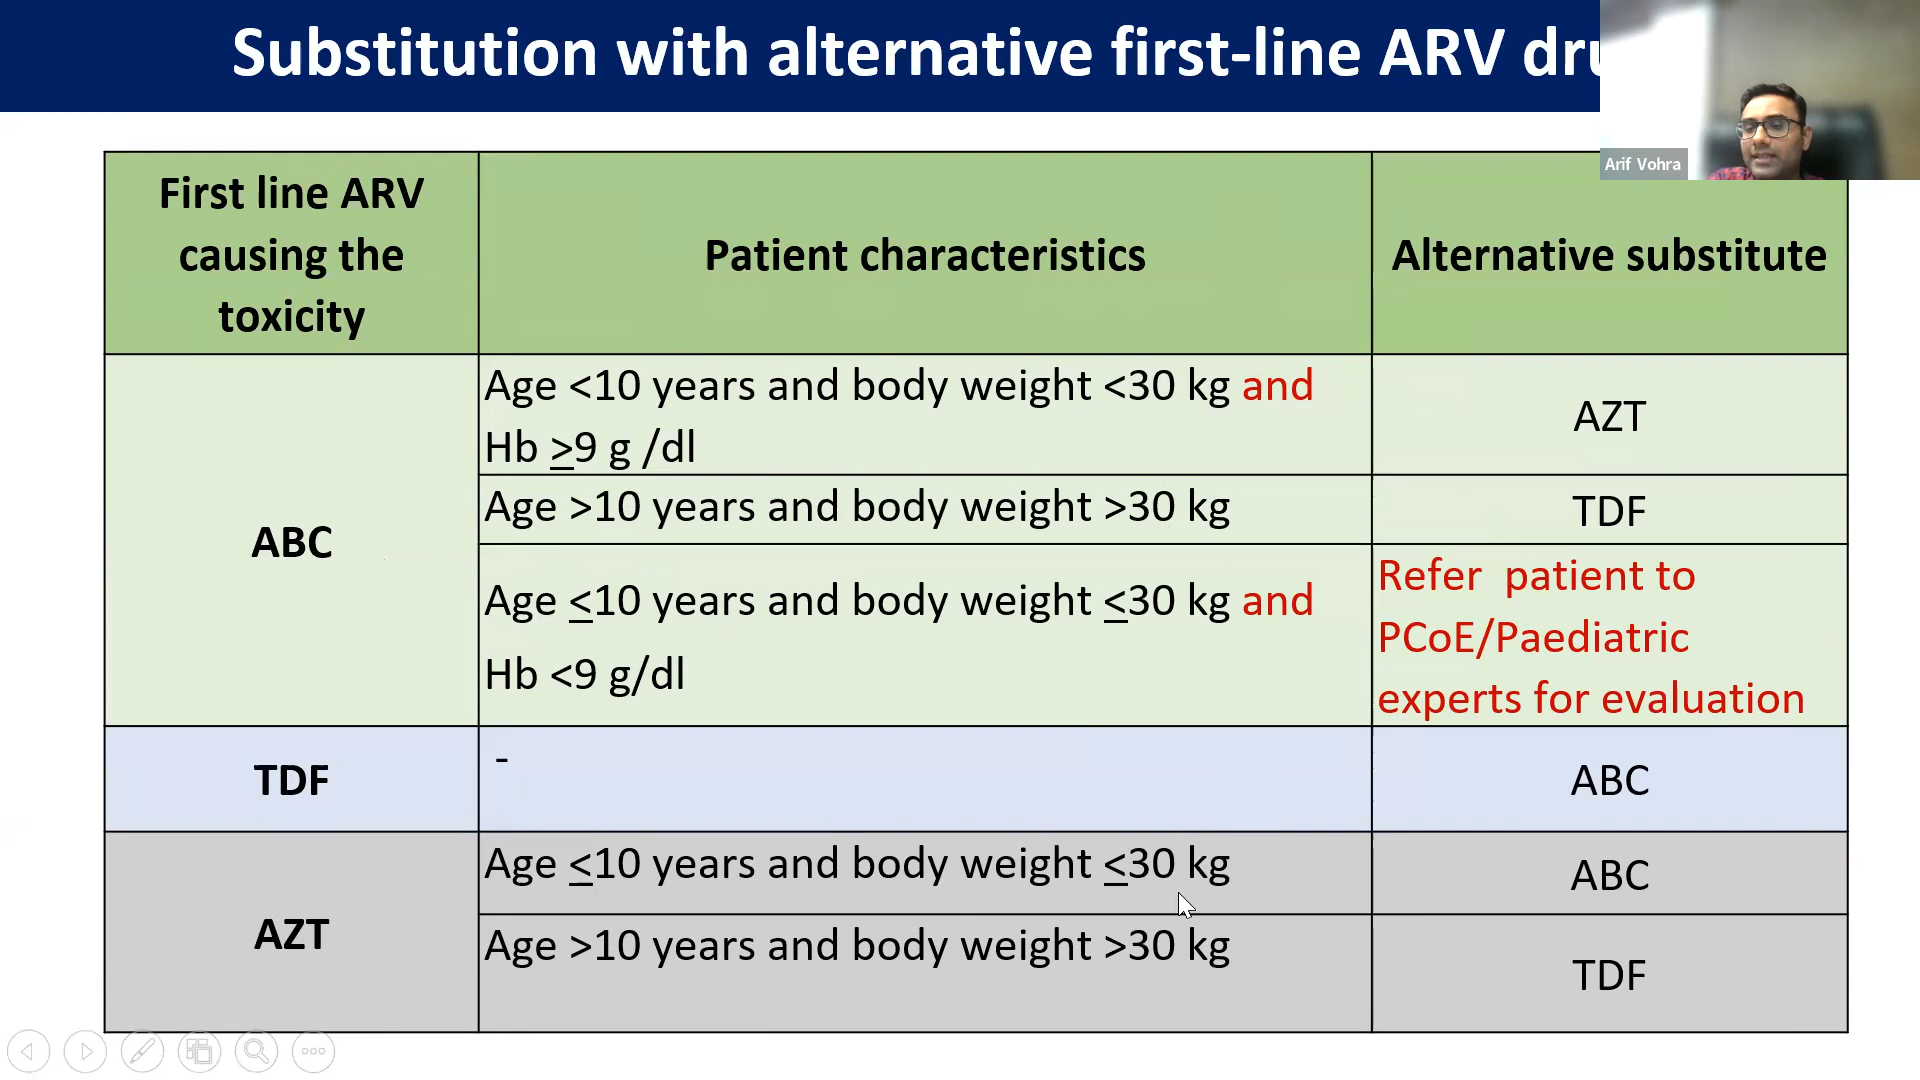 Substitution with alternative first-line ARV
Arif Vohra
First line ARV
causing the
toxicity
Patient characteristics
Alternative substitute
ABC
Age <10 years and body weight <30 kg and
Hb ≥9 g /dl
AZT
Age >10 years and body weight >30 kg
TDF
Age ≤10 years and body weight ≤30 kg and
Hb <9 g/dl
Refer  patient to
PCoE/Paediatric
experts for evaluation
TDF
-
ABC
AZT
Age ≤10 years and body weight ≤30 kg
ABC
Age >10 years and body weight >30 kg
TDF